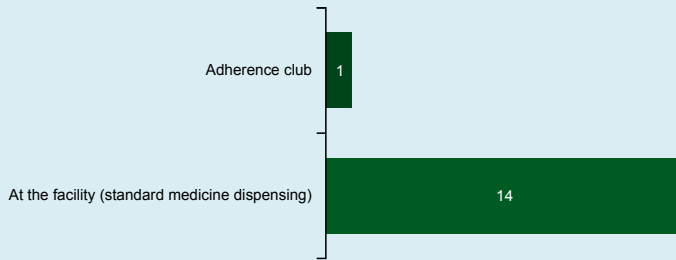 Adherence club
1
At the facility (standard medicine dispensing)
14